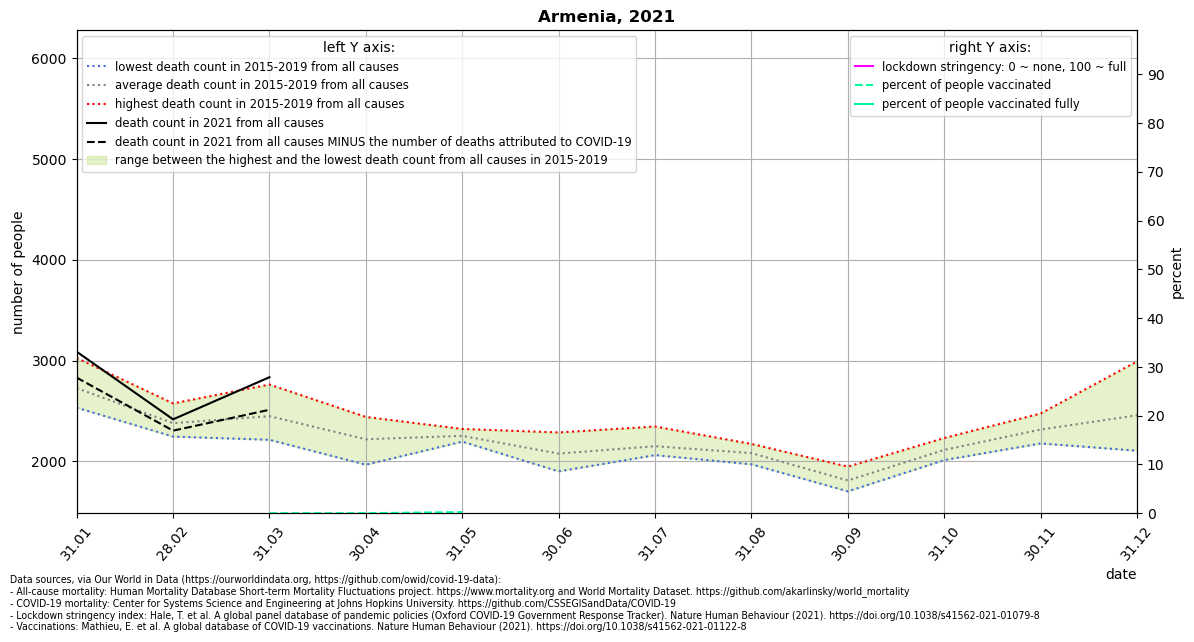 Armenia, 2021
left Y axis:
lowest death count in 2015-2019 from all causes
average death count in 2015-2019 from all causes
highest death count in 2015-2019 from all causes
death count in 2021 from all causes
death count in 2021 from all causes MINUS the number of deaths attributed to COVID-19
range between the highest and the lowest death count from all causes in 2015-2019
right Y axis:
lockdown stringency: 0 ~ none, 100 ~ full
percent of people vaccinated
percent of people vaccinated fully
number of people
6000
5000
4000
3000
2000
percent
90
80
70
60
50
40
30
20
10
0
31.01
28.02
31.03
30.04
31.05
30.06
31.07
31.08
30.09
31.10
30.11
31.12
date
Data sources, via Our World in Data (https://ourworldindata.org, https://github.com/owid/covid-19-data):
- All-cause mortality: Human Mortality Database Short-term Mortality Fluctuations project. https://www.mortality.org and World Mortality Dataset. https://github.com/akarlinsky/world_mortality
- COVID-19 mortality: Center for Systems Science and Engineering at Johns Hopkins University. https://github.com/CSSEGISandData/COVID-19
- Lockdown stringency index: Hale, T. et al. A global panel database of pandemic policies (Oxford COVID-19 Government Response Tracker). Nature Human Behaviour (2021). https://doi.org/10.1038/s41562-021-01079-8
- Vaccinations: Mathieu, E. et al. A global database of COVID-19 vaccinations. Nature Human Behaviour (2021). https://doi.org/10.1038/s41562-021-01122-8